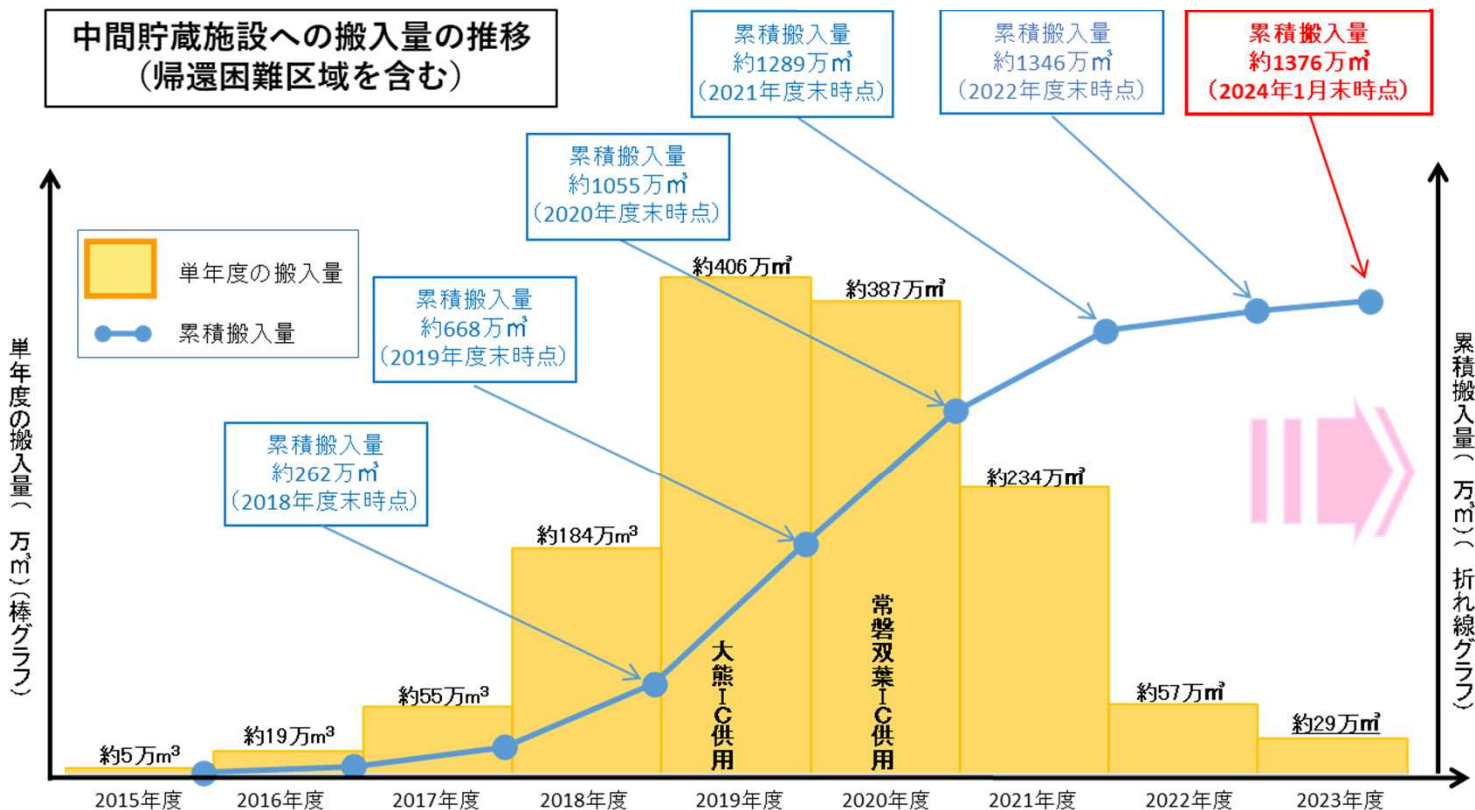 中間貯蔵施設への搬入量の推移
（帰還困難区域を含む）
累積搬入量
約1289万㎥
（2021年度末時点）
累積搬入量
約1346万㎥
（2022年度末時点）
累積搬入量
約1376万㎥
（2024年1月末時点）
累積搬入量
約1055万㎥
（2020年度末時点）
単年度の搬入量
累積搬入量
累積搬入量
約668万㎥
（2019年度末時点）
累積搬入量
約262万㎥
（2018年度末時点）
単年度の搬入量（　万㎥）（棒グラフ）
累積搬入量（　万㎥）（　折れ線グラフ）
約5万m³
約19万m³
約55万m³
約184万m³
約406万㎥
約387万㎥
約234万㎥
約57万㎥
約29万㎥
大熊IC供用
常磐双葉IC供用
2015年度
2016年度
2017年度
2018年度
2019年度
2020年度
2021年度
2022年度
2023年度